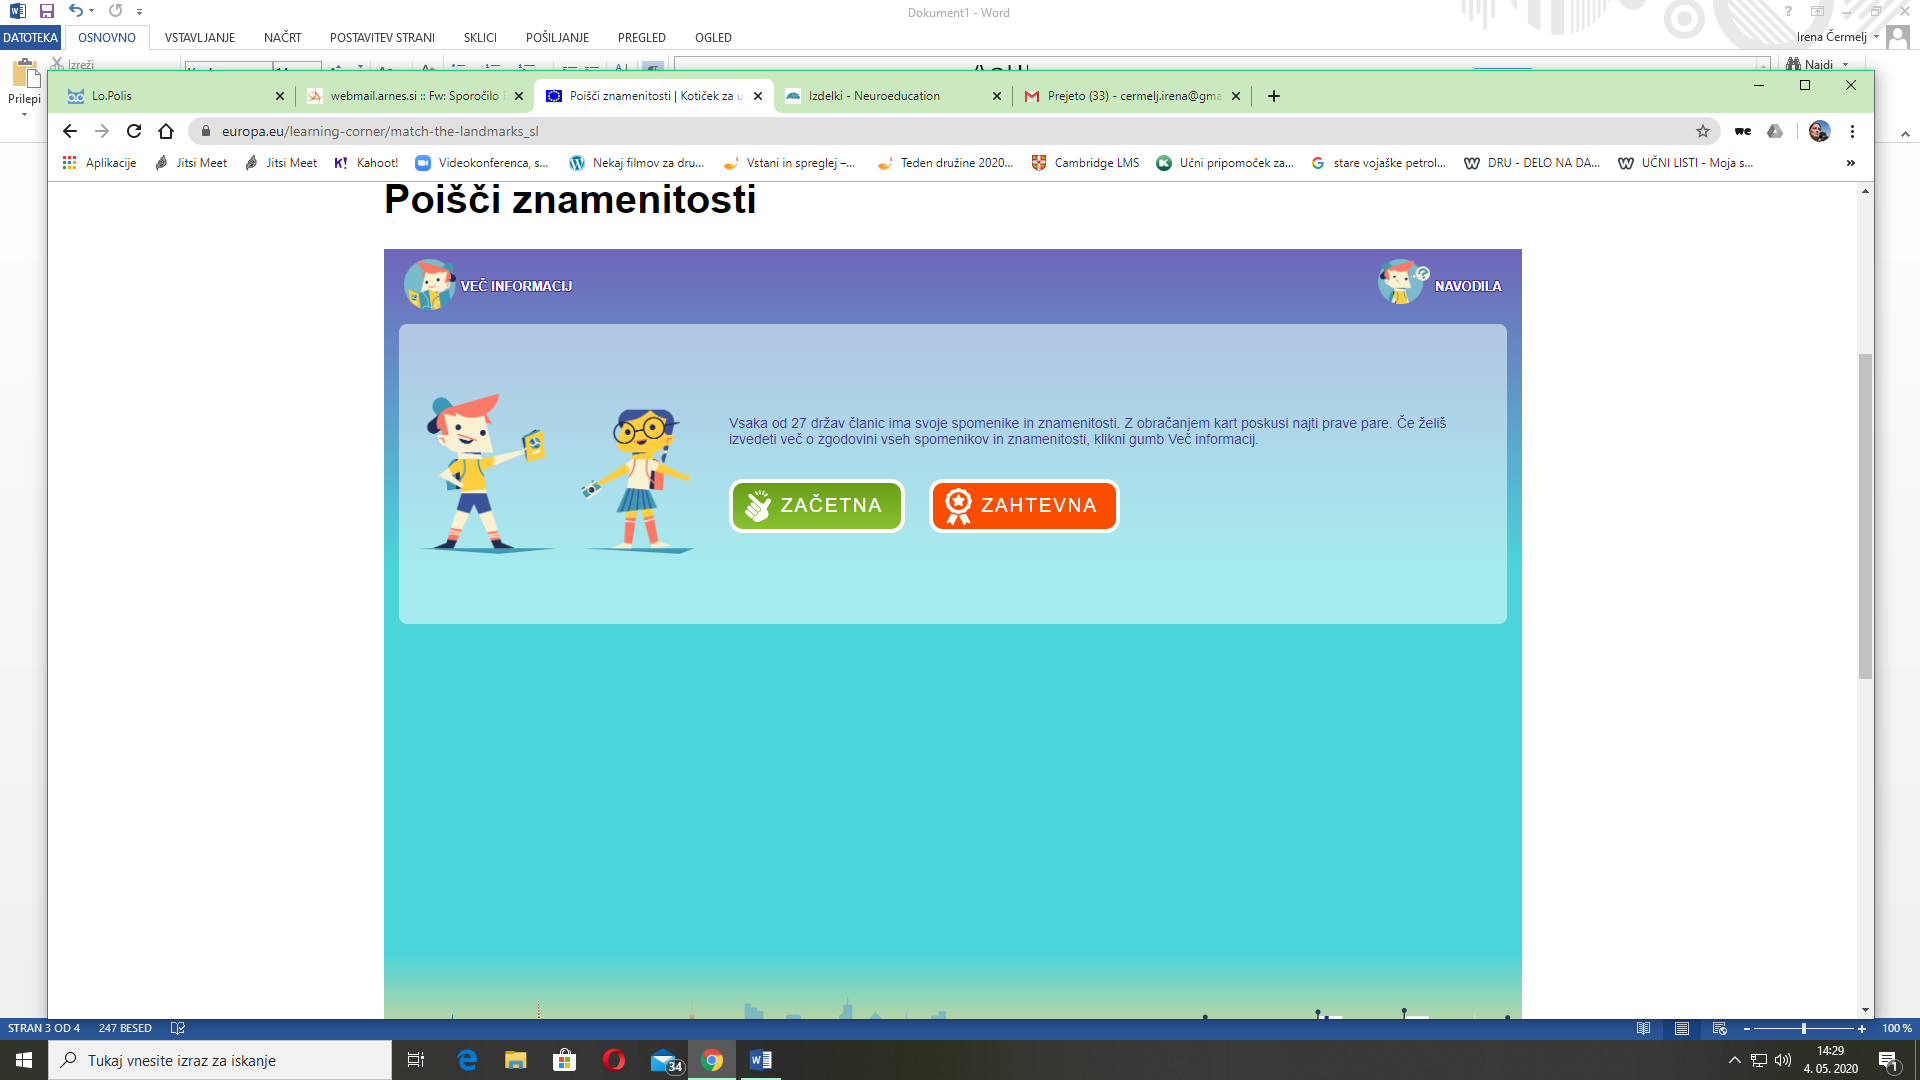 Dokument1 - Word
DATOTEKA OSNOVNO VSTAVLJANJE NAČRT POSTAVITEV STRANI SKLICI POŠILJANJE PREGLED OGLED
Irena Čermelj
Izreži
Najdi
Prilepi
Lo.Polis
webmail.arnes.si :: Fw: Sporočilo
Poišči znamenitosti | Kotiček za u
Izdelki - Neuroeducation
Prejeto (33) - cermelj.irena@gma
europa.eu/learning-corner/match-the-landmarks_sl
Aplikacije Jitsi Meet Jitsi Meet Kahoot! Videokonferenca, s... Nekaj filmov za dru... Vstani in spreglej –... Teden družine 2020... Cambridge LMS Učni pripomoček za... stare vojaške petrol... DRU - DELO NA DA... UČNI LISTI - Moja s...
Poišči znamenitosti
VEČ INFORMACIJ
NAVODILA
Vsaka od 27 držav članic ima svoje spomenike in znamenitosti. Z obračanjem kart poskusi najti prave pare. Če želiš
izvedeti več o zgodovini vseh spomenikov in znamenitosti, klikni gumb Več informacij.
ZAČETNA
ZAHTEVNA
STRAN 3 OD 4 247 BESED
100 %
Tukaj vnesite izraz za iskanje
34
14:29
4. 05. 2020
1